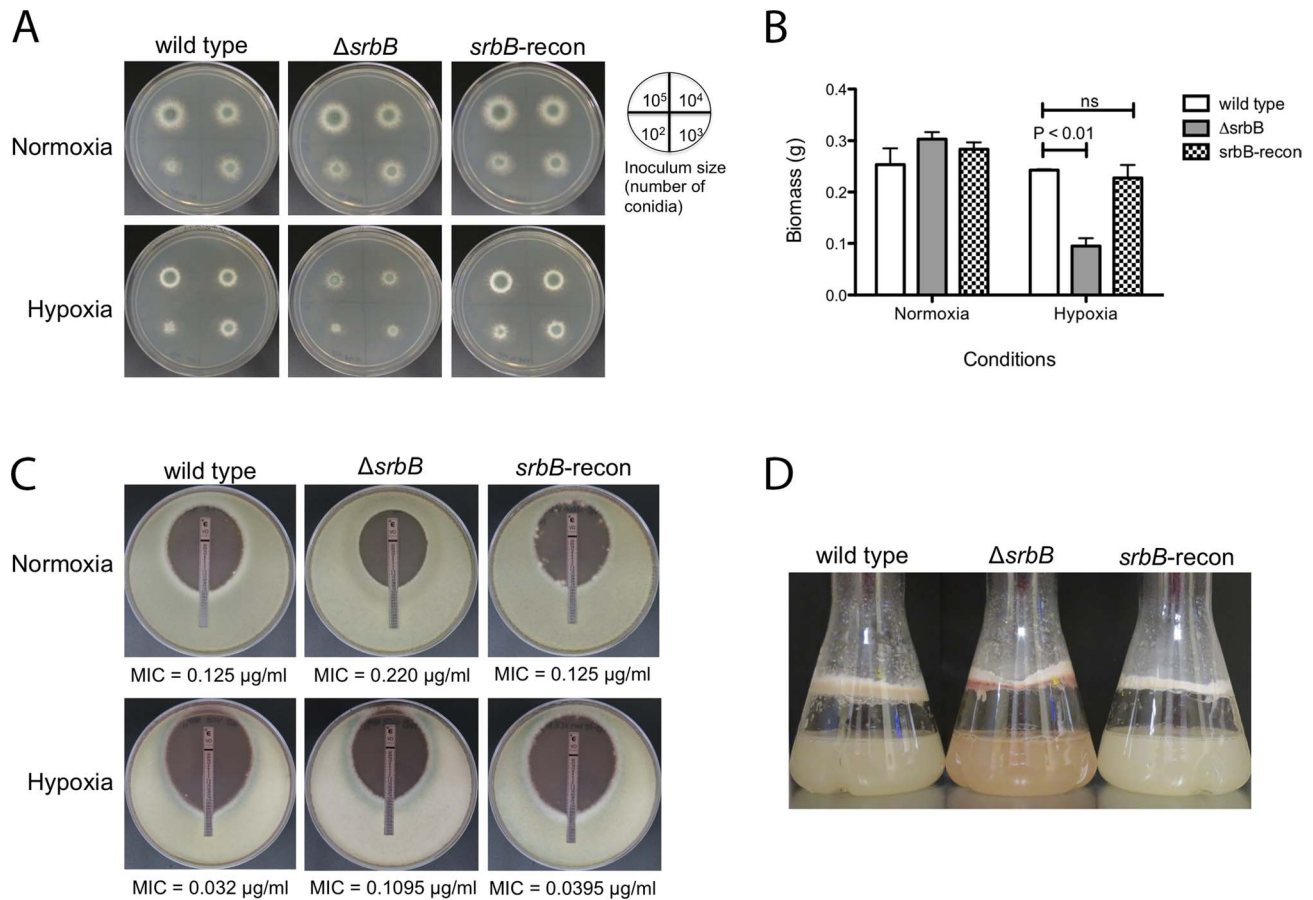 A
wild type
ΔsrbB
srbB-recon
Normoxia
10⁵
10⁴
10²
10³
Inoculum size
(number of
conidia)
Hypoxia
B
0.4
0.3
0.2
0.1
0.0
Biomass (g)
ns
P < 0.01
wild type
ΔsrbB
srbB-recon
Normoxia
Hypoxia
Conditions
C
wild type
ΔsrbB
srbB-recon
Normoxia
MIC = 0.125 µg/ml
MIC = 0.220 µg/ml
MIC = 0.125 µg/ml
Hypoxia
MIC = 0.032 µg/ml
MIC = 0.1095 µg/ml
MIC = 0.0395 µg/ml
D
wild type
ΔsrbB
srbB-recon